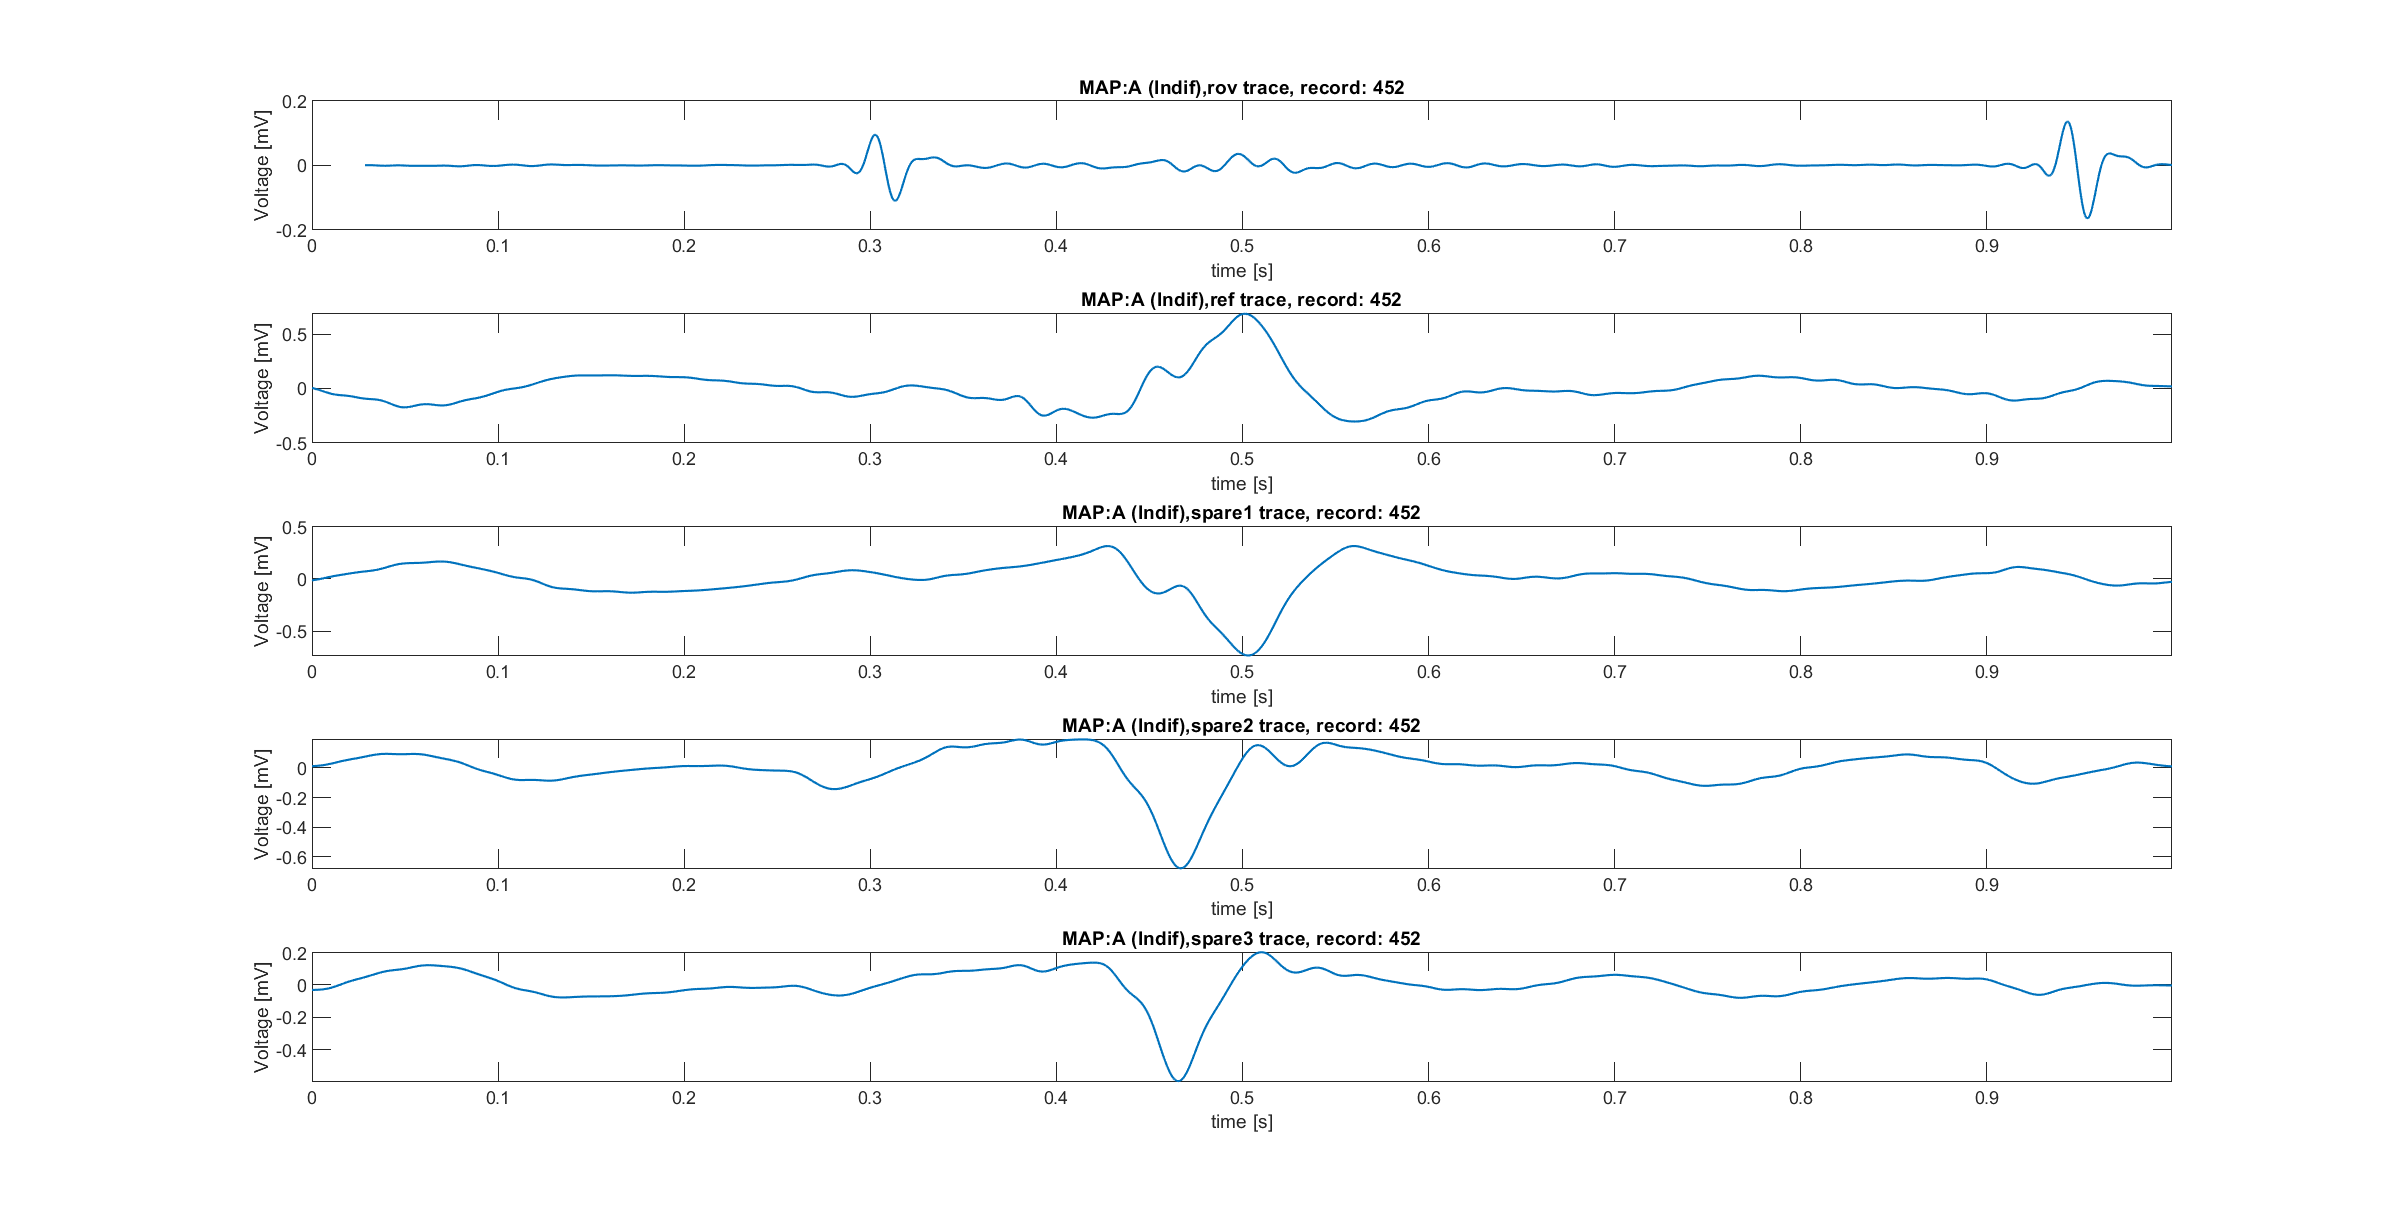 MAP:A (Indif),rov trace, record: 452
Voltage [mV]
0.2
0
-0.2
0 0.1 0.2 0.3 0.4 0.5 0.6 0.7 0.8 0.9
time [s]
MAP:A (Indif),ref trace, record: 452
Voltage [mV]
0.5
0
-0.5
0 0.1 0.2 0.3 0.4 0.5 0.6 0.7 0.8 0.9
time [s]
MAP:A (Indif),spare1 trace, record: 452
Voltage [mV]
0.5
0
-0.5
0 0.1 0.2 0.3 0.4 0.5 0.6 0.7 0.8 0.9
time [s]
MAP:A (Indif),spare2 trace, record: 452
Voltage [mV]
0
-0.2
-0.4
-0.6
0 0.1 0.2 0.3 0.4 0.5 0.6 0.7 0.8 0.9
time [s]
MAP:A (Indif),spare3 trace, record: 452
Voltage [mV]
0.2
0
-0.2
-0.4
0 0.1 0.2 0.3 0.4 0.5 0.6 0.7 0.8 0.9
time [s]